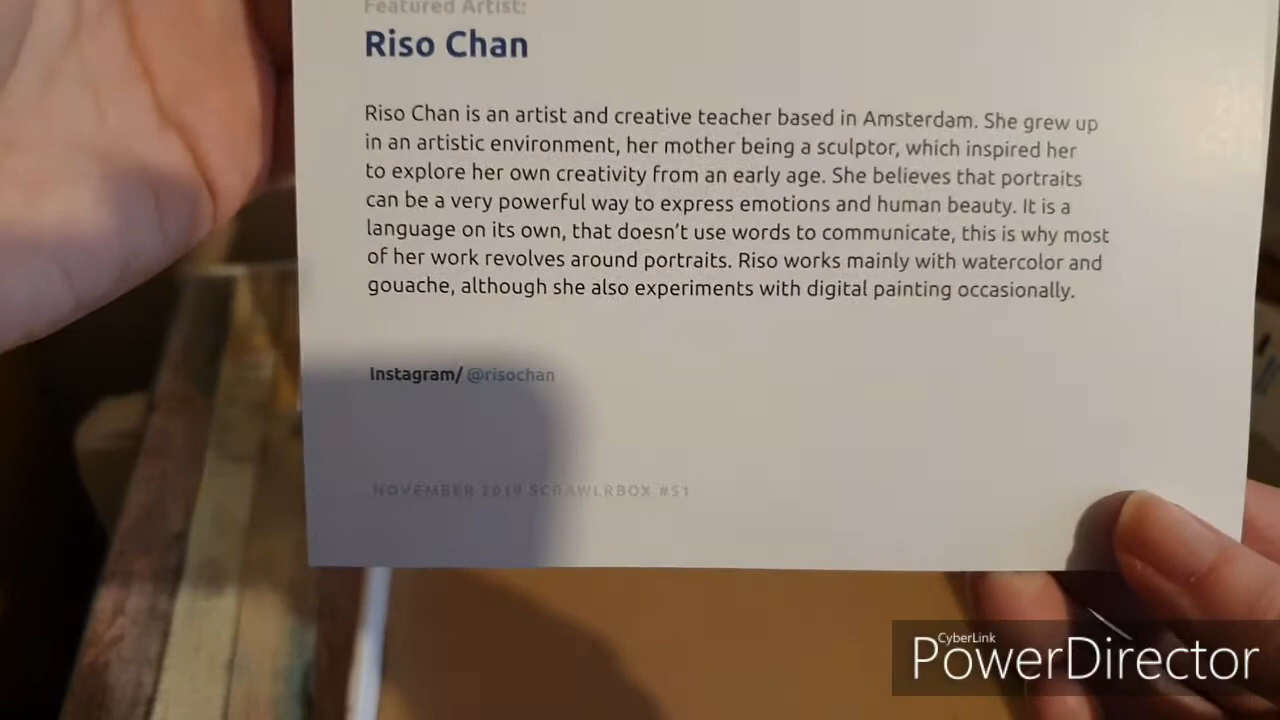 Featured Artist:
Riso Chan
Riso Chan is an artist and creative teacher based in Amsterdam. She grew up
in an artistic environment, her mother being a sculptor, which inspired her
to explore her own creativity from an early age. She believes that portraits
can be a very powerful way to express emotions and human beauty. It is a
language on its own, that doesn't use words to communicate, this is why most
of her work revolves around portraits. Riso works mainly with watercolor and
gouache, although she also experiments with digital painting occasionally.
Instagram/ @risochan
NOVEMBER 2019 SCRAWLRBOX #51
CyberLink
PowerDirector